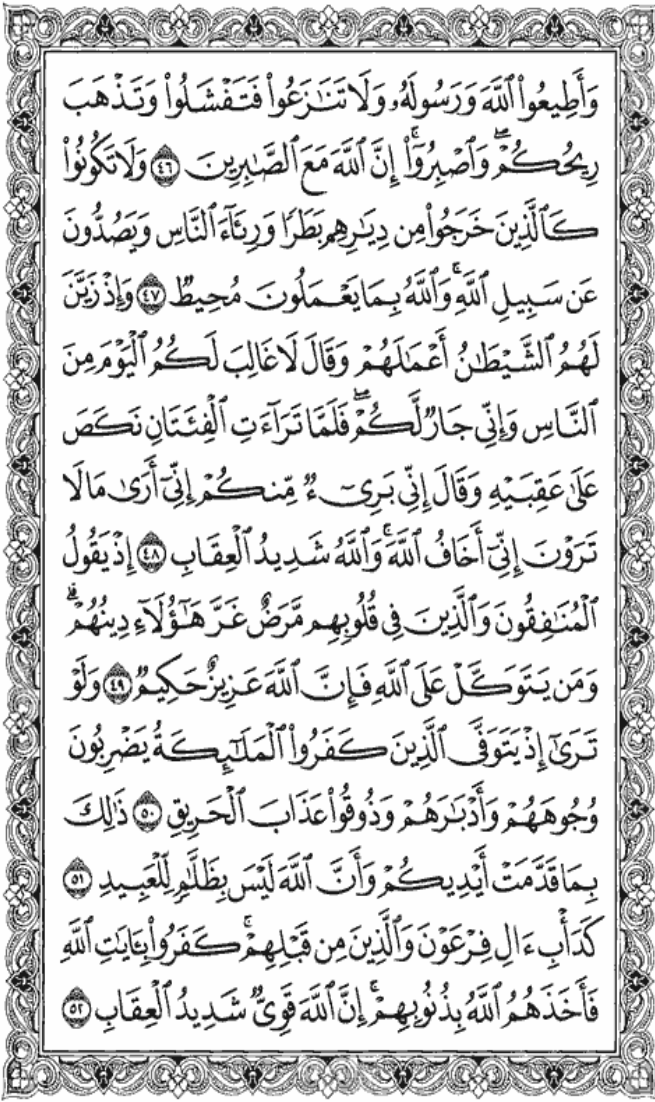 وَأَطِيعُوا۟ ٱللَّهَ وَرَسُولَهُۥ وَلَا تَنَٰزَعُوا۟ فَتَفْشَلُوا۟ وَتَذْهَبَ
رِيحُكُمْ ۖ وَٱصْبِرُوٓا۟ ۚ إِنَّ ٱللَّهَ مَعَ ٱلصَّٰبِرِينَ ٤٦ وَلَا تَكُونُوا۟
كَٱلَّذِينَ خَرَجُوا۟ مِن دِيَٰرِهِم بَطَرًا وَرِئَآءَ ٱلنَّاسِ وَيَصُدُّونَ
عَن سَبِيلِ ٱللَّهِ ۚ وَٱللَّهُ بِمَا يَعْمَلُونَ مُحِيطٌ ٤٧ وَإِذْ زَيَّنَ
لَهُمُ ٱلشَّيْطَٰنُ أَعْمَٰلَهُمْ وَقَالَ لَا غَالِبَ لَكُمُ ٱلْيَوْمَ مِنَ
ٱلنَّاسِ وَإِنِّى جَارٌ لَّكُمْ ۖ فَلَمَّا تَرَآءَتِ ٱلْفِئَتَانِ نَكَصَ
عَلَىٰ عَقِبَيْهِ وَقَالَ إِنِّى بَرِىٓءٌ مِّنكُمْ إِنِّىٓ أَرَىٰ مَا لَا
تَرَوْنَ إِنِّىٓ أَخَافُ ٱللَّهَ ۚ وَٱللَّهُ شَدِيدُ ٱلْعِقَابِ ٤٨ إِذْ يَقُولُ
ٱلْمُنَٰفِقُونَ وَٱلَّذِينَ فِى قُلُوبِهِم مَّرَضٌ غَرَّ هَٰٓؤُلَآءِ دِينُهُمْ ۗ
وَمَن يَتَوَكَّلْ عَلَى ٱللَّهِ فَإِنَّ ٱللَّهَ عَزِيزٌ حَكِيمٌ ٤٩ وَلَوْ
تَرَىٰٓ إِذْ يَتَوَفَّى ٱلَّذِينَ كَفَرُوا۟ ٱلْمَلَٰٓئِكَةُ يَضْرِبُونَ
وُجُوهَهُمْ وَأَدْبَٰرَهُمْ وَذُوقُوا۟ عَذَابَ ٱلْحَرِيقِ ٥٠ ذَٰلِكَ
بِمَا قَدَّمَتْ أَيْدِيكُمْ وَأَنَّ ٱللَّهَ لَيْسَ بِظَلَّٰمٍ لِّلْعَبِيدِ ٥١
كَدَأْبِ ءَالِ فِرْعَوْنَ وَٱلَّذِينَ مِن قَبْلِهِمْ ۚ كَفَرُوا۟ بِـَٔايَٰتِ ٱللَّهِ
فَأَخَذَهُمُ ٱللَّهُ بِذُنُوبِهِمْ ۗ إِنَّ ٱللَّهَ قَوِىٌّ شَدِيدُ ٱلْعِقَابِ ٥٢